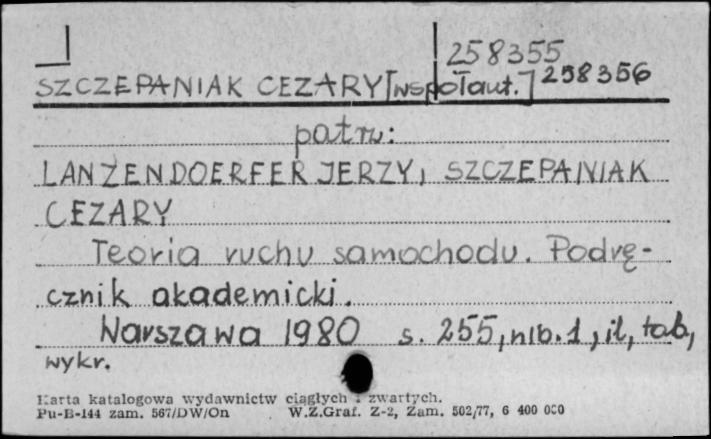 258355
SZCZEPANIAK CEZARY [współaut.] 258356
patrz:
LANZENDOERFER JERZY, SZCZEPANIAK
CEZARY
Teoria ruchu samochodu. Podrę-
cznik akademicki.
Warszawa 1980 s. 255, nlb. 1, il, tab,
wykr.
Karta katalogowa wydawnictw ciągłych i zwartych.
Pu-B-144 zam. 567/DW/On W.Z.Graf. Z-2, Zam. 502/77, 6 400 000